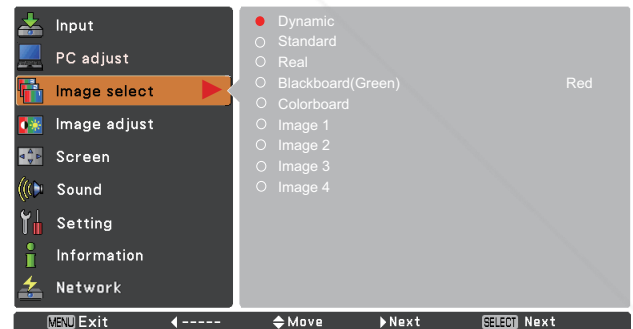 Input
PC adjust
Image select
Image adjust
Screen
Sound
Setting
Information
Network
Dynamic
Standard
Real
Blackboard(Green)
Red
Colorboard
Image 1
Image 2
Image 3
Image 4
MENU Exit ----- Move Next SELECT Next